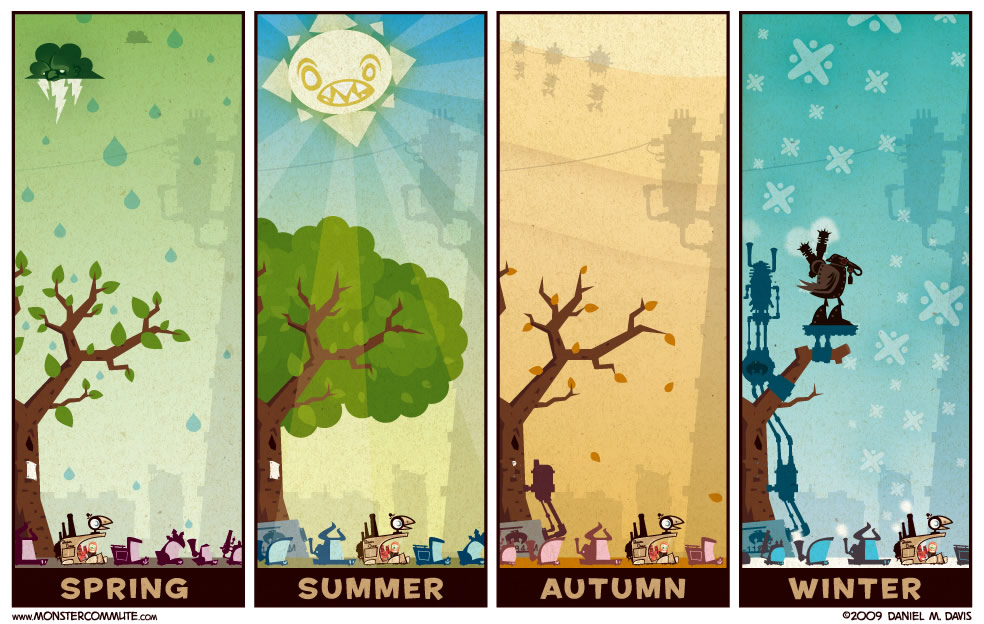 SPRING
SUMMER
AUTUMN
WINTER
www.MONSTERCOMMUTE.com
©2009 DANIEL M. DAVIS